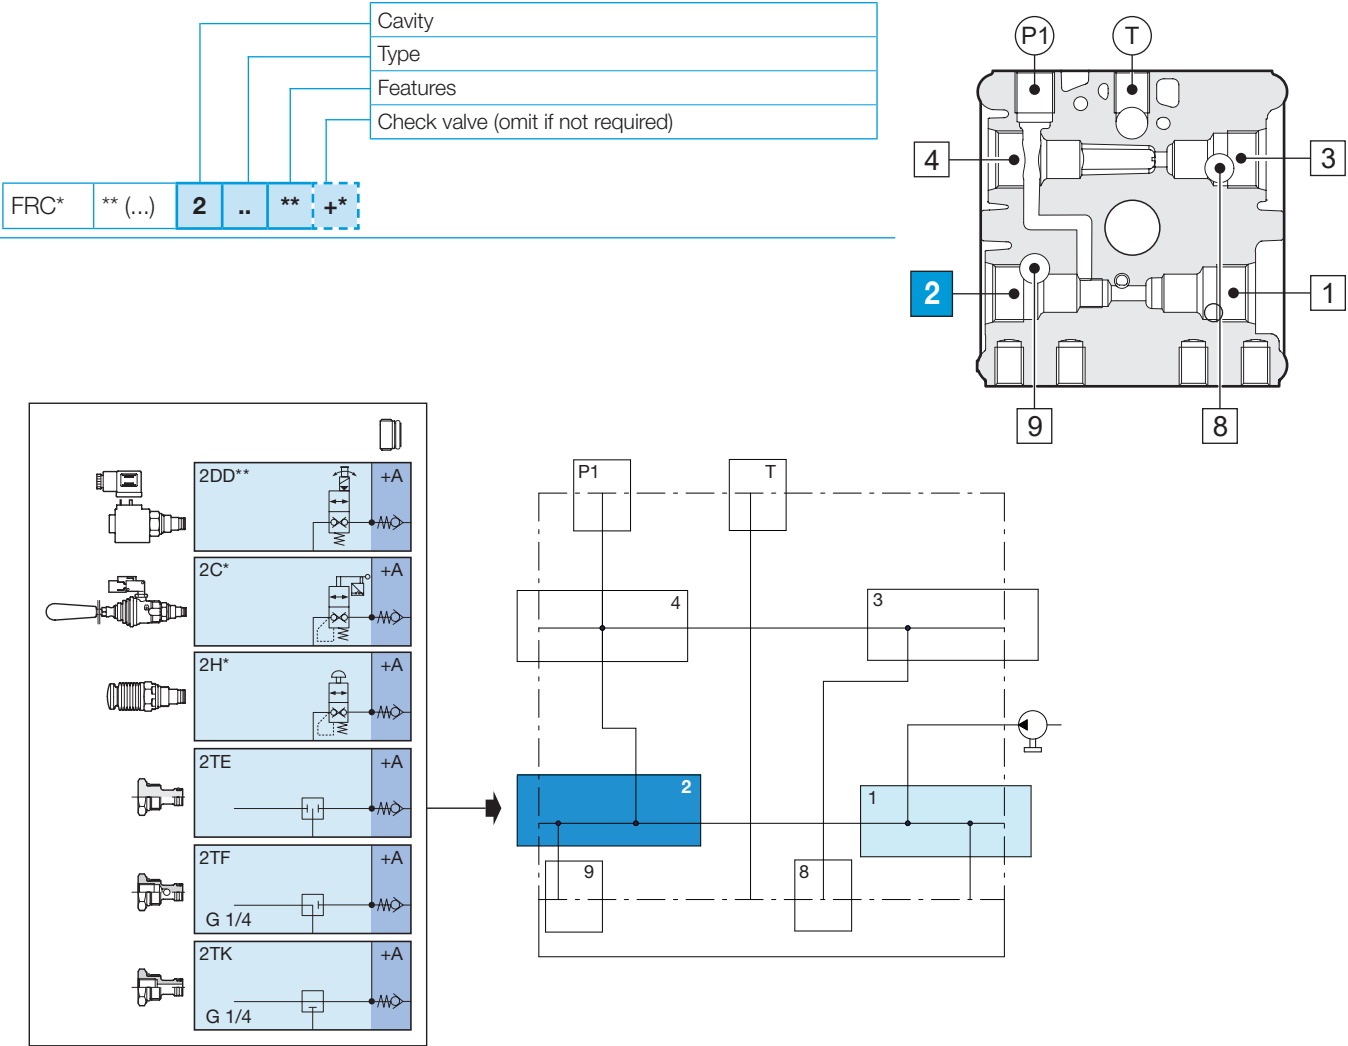 Cavity
Type
Features
Check valve (omit if not required)
FRC* ** (...) 2 .. ** +*
P1 T
4 3
2 1
9 8
2DD** +A
2C* +A
2H* +A
2TE +A
2TF +A
G 1/4
2TK +A
G 1/4
P1 T
4 3
2 1
9 8